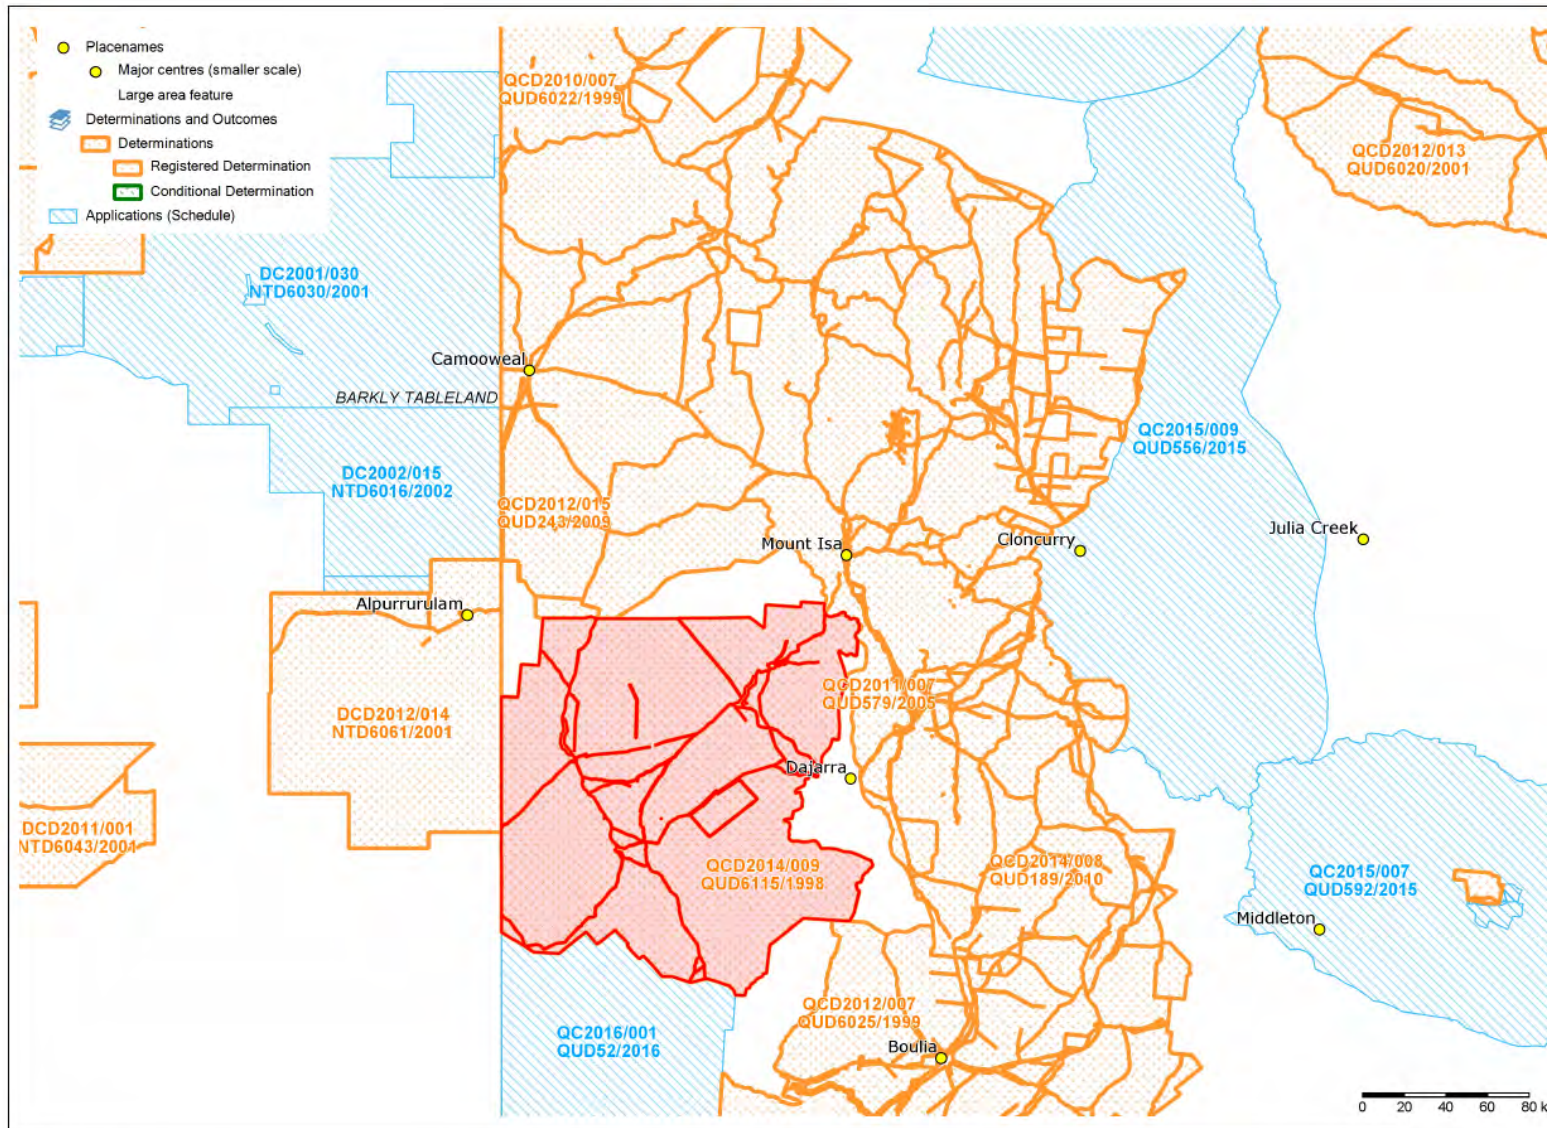 Placenames
Major centres (smaller scale)
Large area feature
Determinations and Outcomes
Determinations
Registered Determination
Conditional Determination
Applications (Schedule)
QCD2010/007
QUD6022/1999
QCD2012/013
QUD6020/2001
DC2001/030
NTD6030/2001
Camooweal
BARKLY TABLELAND
QC2015/009
QUD556/2015
DC2002/015
NTD6016/2002
QCD2012/015
QUD243/2009
Mount Isa
Cloncurry
Julia Creek
Alpurrurulam
QCD2011/007
QUD579/2005
DCD2012/014
NTD6061/2001
Dajarra
DCD2011/001
NTD6043/2001
QCD2014/009
QUD6115/1998
QCD2014/008
QUD189/2010
QC2015/007
QUD592/2015
Middleton
QCD2012/007
QUD6025/1999
QC2016/001
QUD52/2016
Boulia
0 20 40 60 80 k